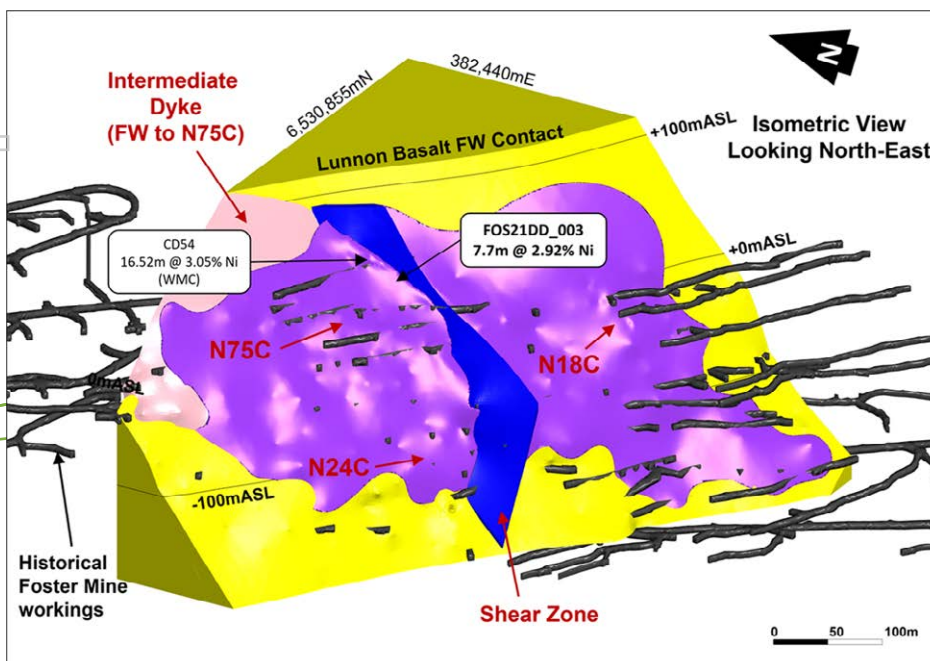 382,440mE
6,530,855mN
N
Intermediate
Dyke
(FW to N75C)
Lunnon Basalt FW Contact
+100mASL
Isometric View
Looking North-East
CD54
16.52m @ 3.05% Ni
(WMC)
FOS21DD_003
7.7m @ 2.92% Ni
+0mASL
N75C
N18C
0mASL
N24C
-100mASL
Historical
Foster Mine
workings
Shear Zone
0 50 100m